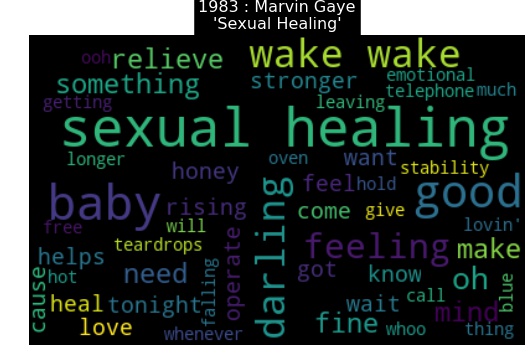 1983 : Marvin Gaye
'Sexual Healing'
ooh relieve wake wake
something stronger emotional
telephone much
getting leaving
sexual healing
longer oven want stability
honey
baby rising feel hold good
free will come give lovin'
teardrops darling feeling make
helps operate got know oh
hot need call blue
cause falling
heal tonight wait mind
love whenever fine whoo thing